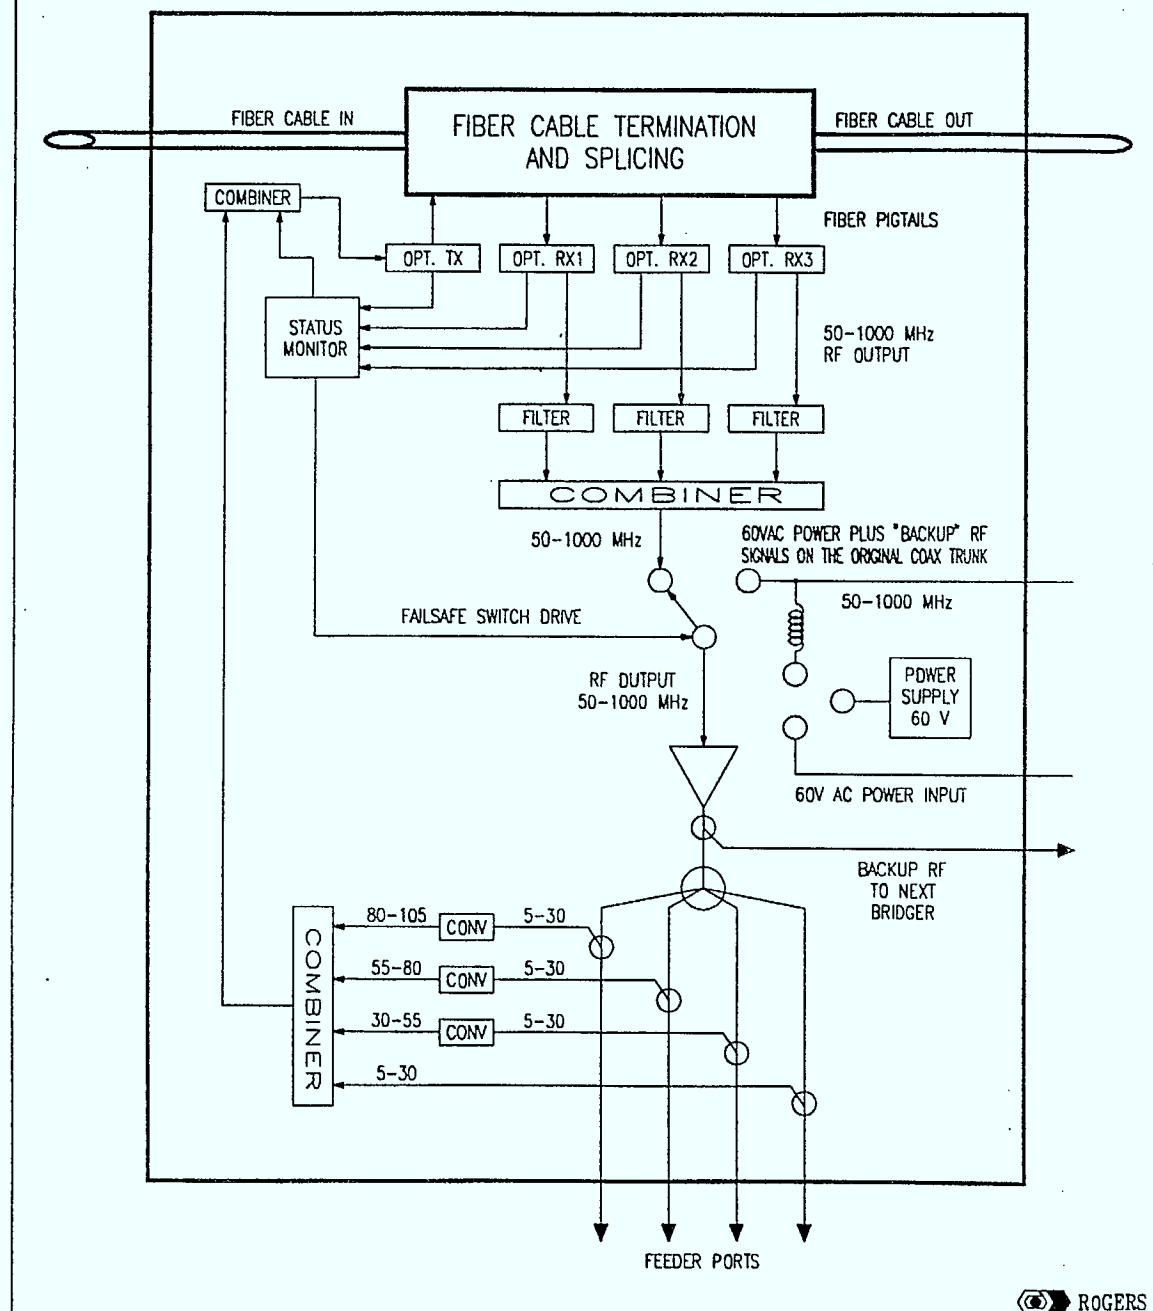 FIBER CABLE IN
FIBER CABLE TERMINATION
AND SPLICING
FIBER CABLE OUT
COMBINER
FIBER PIGTAILS
OPT. TX
OPT. RX1
OPT. RX2
OPT. RX3
STATUS
MONITOR
50-1000 MHz
RF OUTPUT
FILTER
FILTER
FILTER
COMBINER
50-1000 MHz
60VAC POWER PLUS "BACKUP" RF
SIGNALS ON THE ORIGINAL COAX TRUNK
50-1000 MHz
FAILSAFE SWITCH DRIVE
RF OUTPUT
50-1000 MHz
POWER
SUPPLY
60 V
60V AC POWER INPUT
BACKUP RF
TO NEXT
BRIDGER
COMBINER
80-105
CONV
5-30
55-80
CONV
5-30
30-55
CONV
5-30
5-30
FEEDER PORTS
ROGERS